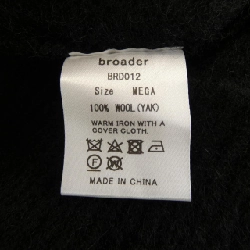 broader
BRD012
Size MEGA
100% WOOL(YAK)
WARM IRON WITH A
COVER CLOTH.
MADE IN CHINA